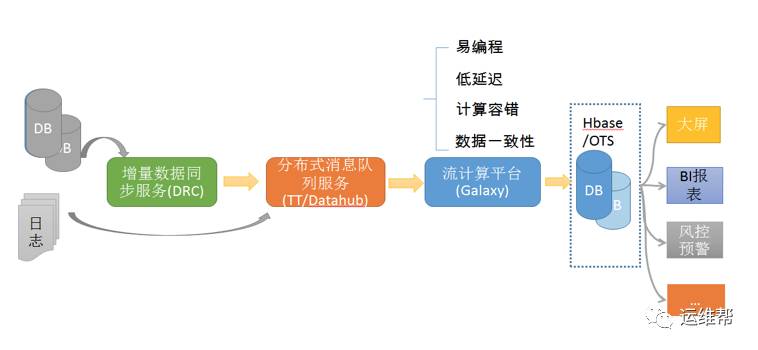 易编程
低延迟
计算容错
数据一致性
DB
DB
日志
增量数据同
步服务(DRC)
分布式消息队
列服务
(TT/Datahub)
流计算平台
(Galaxy)
Hbase
/OTS
DB
大屏
BI报
表
风控
预警
...
运维帮